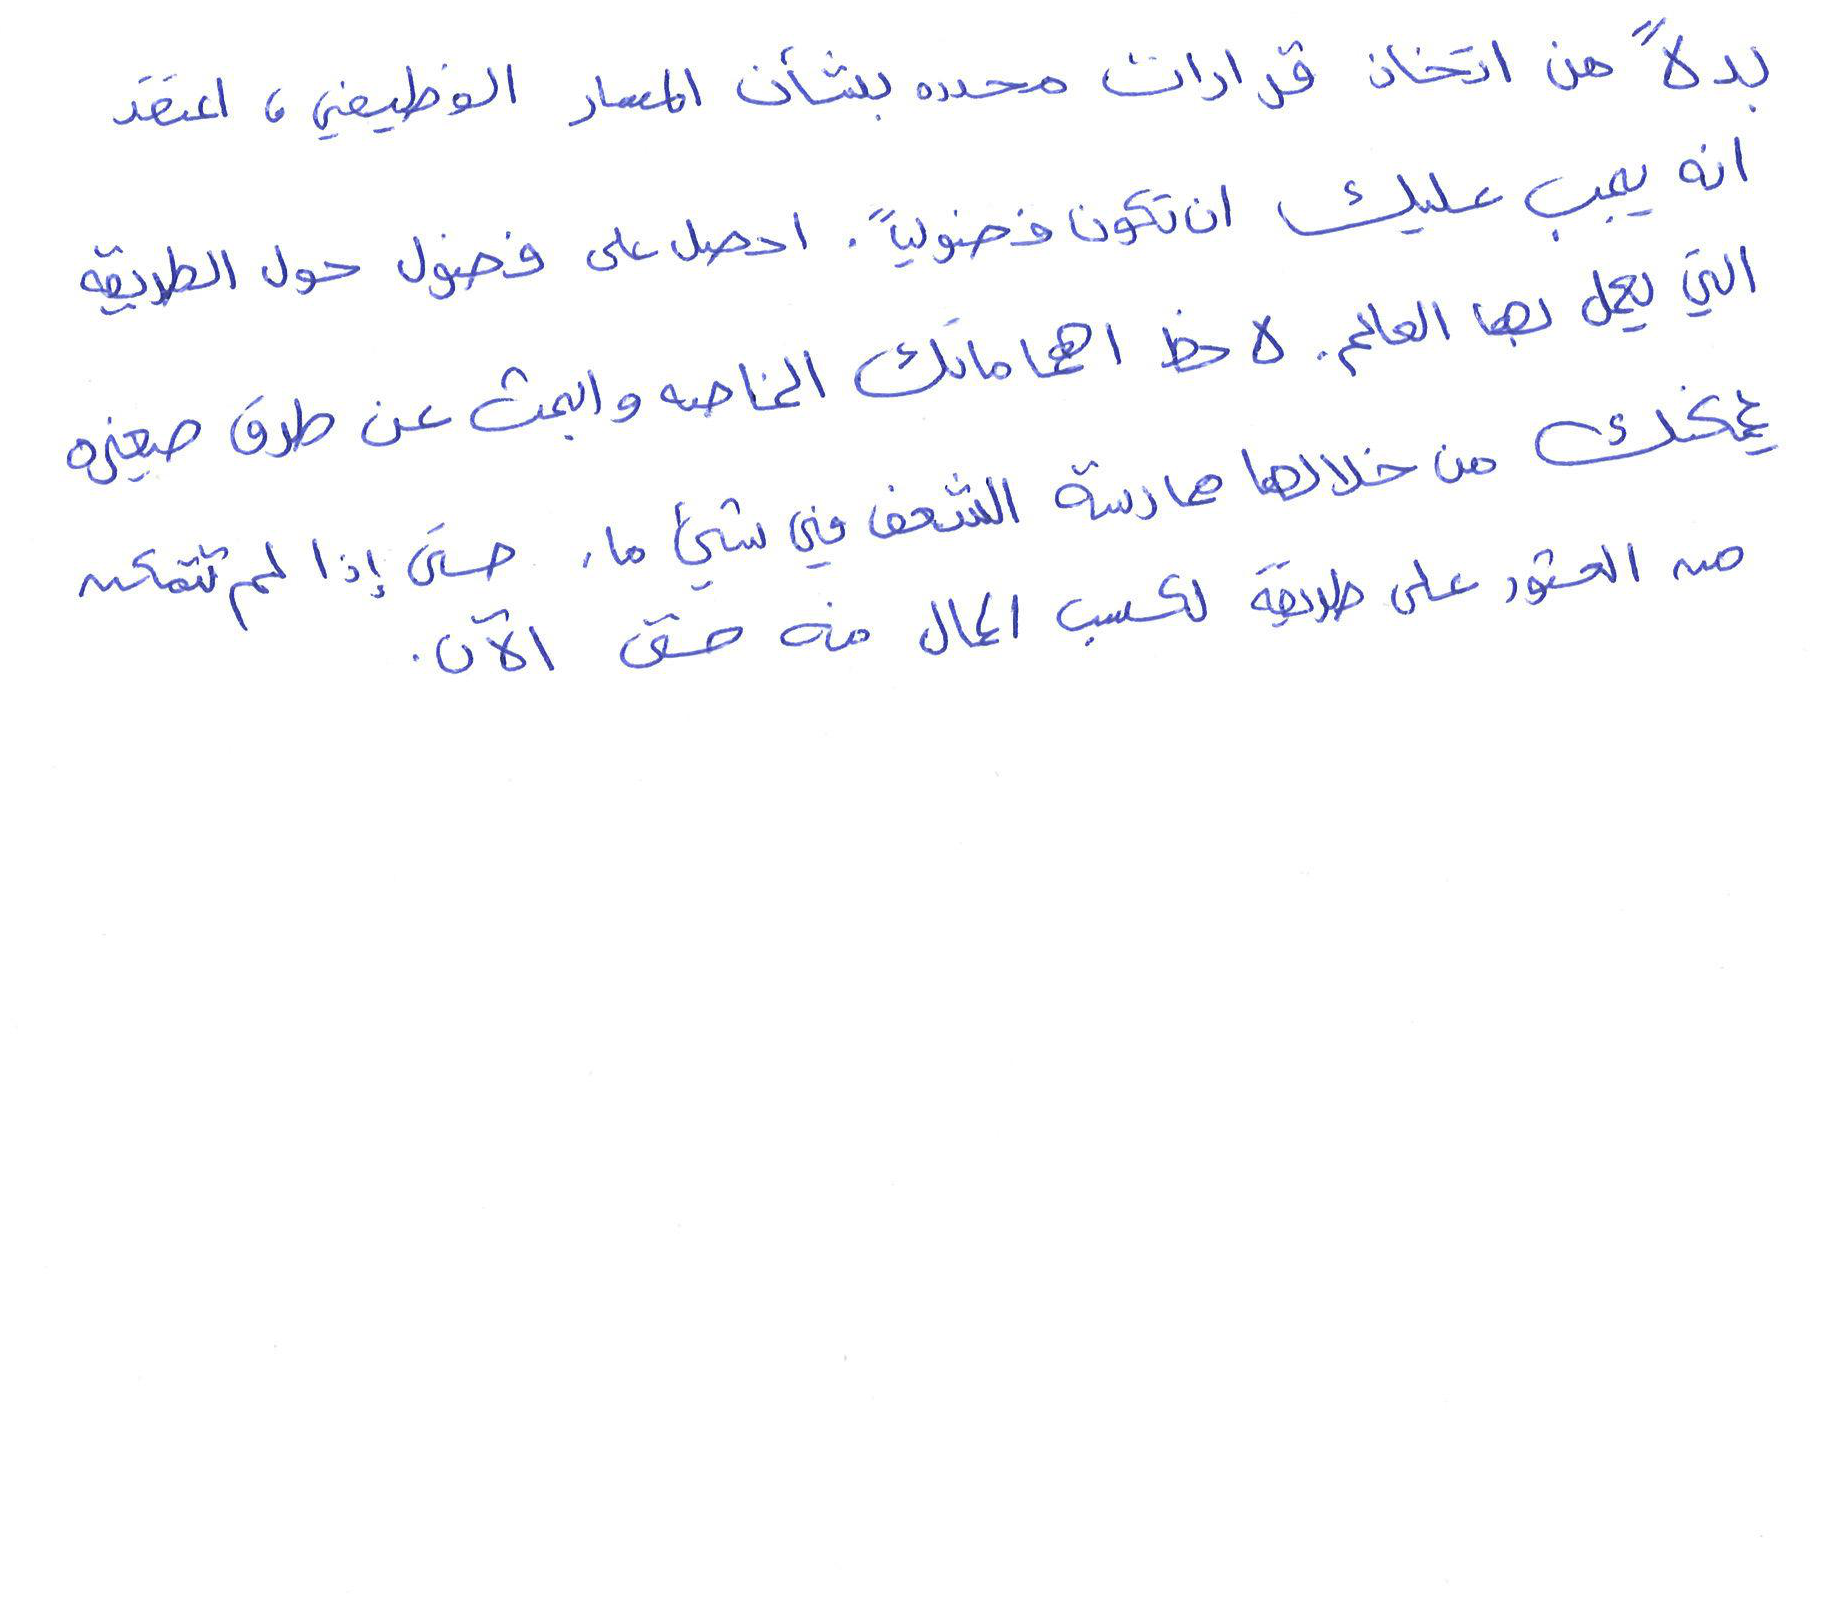 بدلاً من اتخاذ قرارات محدده بشأن المسار الوظيفي، اعتقد
انه يجب عليك ان تكون فضولياً. احصل على فضول حول الطريقه
التي يعمل بها العالم. لاحظ اهتماماتك الخاصه وابحث عن طرق صغيره
يمكنك من خلالها ممارسة الشغف في شيئ ما، حتى إذا لم تتمكن
من العثور على طريقة لكسب المال منه حتى الآن.